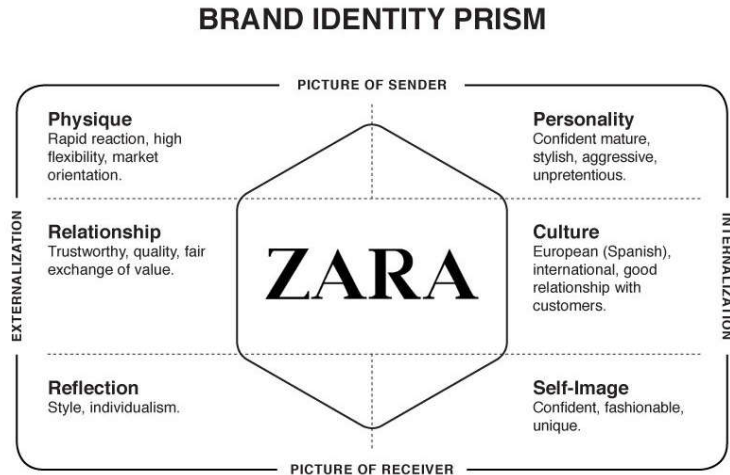 BRAND IDENTITY PRISM
PICTURE OF SENDER
Physique
Rapid reaction, high
flexibility, market
orientation.
Personality
Confident mature,
stylish, aggressive,
unpretentious.
EXTERNALIZATION
Relationship
Trustworthy, quality, fair
exchange of value.
ZARA
Culture
European (Spanish),
international, good
relationship with
customers.
INTERNALIZATION
Reflection
Style, individualism.
Self-Image
Confident, fashionable,
unique.
PICTURE OF RECEIVER